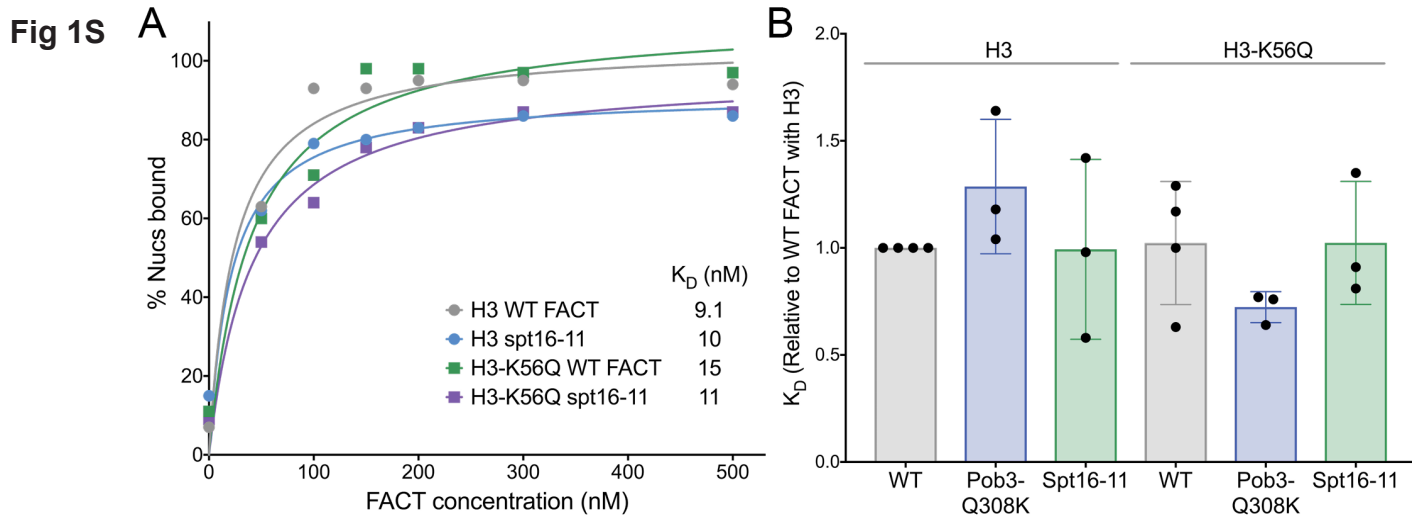 Fig 1S
A
% Nucs bound
100
80
60
40
20
0
0 100 200 300 400 500
FACT concentration (nM)
K_D (nM)
H3 WT FACT 9.1
H3 spt16-11 10
H3-K56Q WT FACT 15
H3-K56Q spt16-11 11
B
K_D (Relative to WT FACT with H3)
2.0
1.5
1.0
0.5
0.0
H3 H3-K56Q
WT Pob3-Q308K Spt16-11 WT Pob3-Q308K Spt16-11